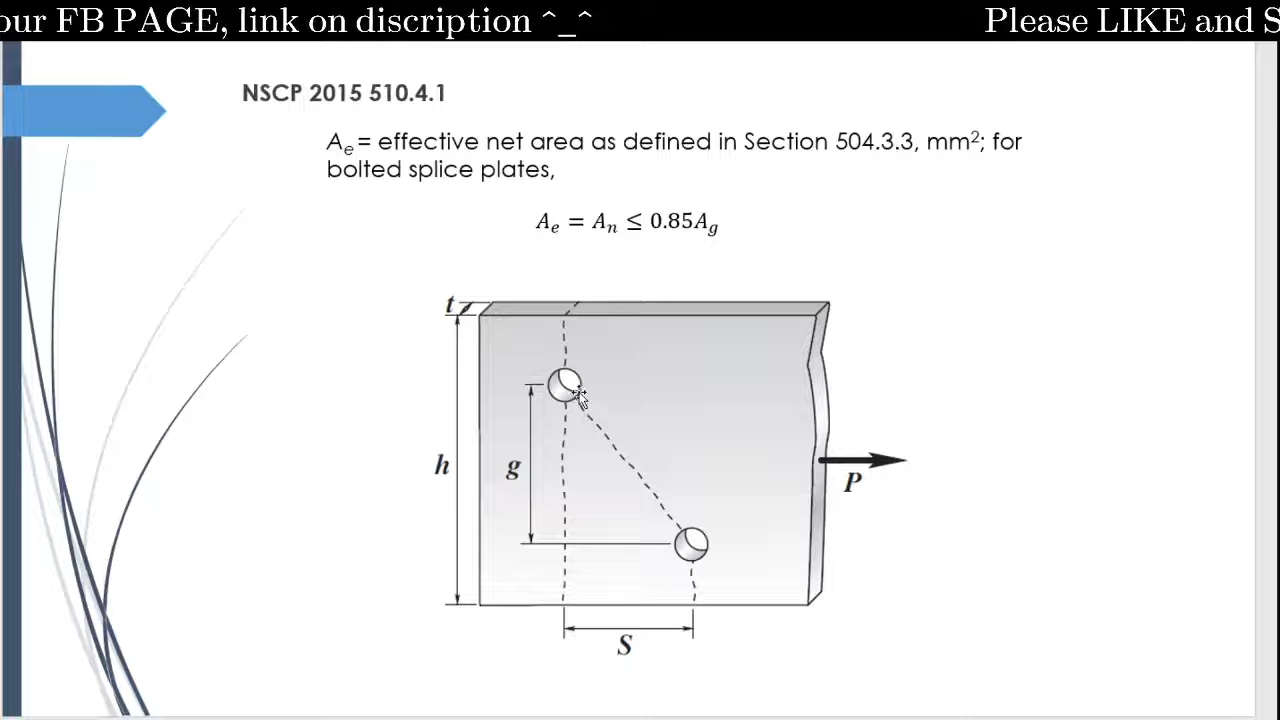 our FB PAGE, link on discription ^_^ Please LIKE and S
NSCP 2015 510.4.1
Aₑ = effective net area as defined in Section 504.3.3, mm²; for
bolted splice plates,
Aₑ = Aₙ ≤ 0.85A_g
t
h
g
P
S